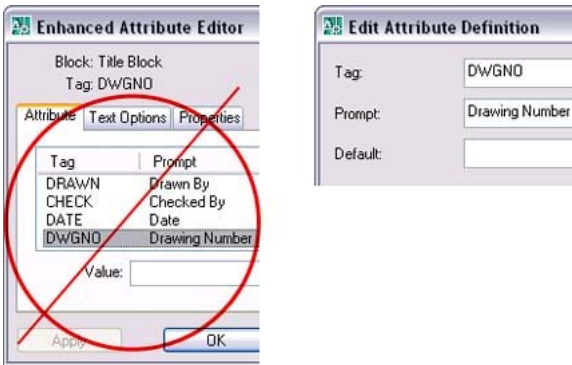 Enhanced Attribute Editor
Block: Title Block
Tag: DWGNO
Attribute Text Options Properties
Tag Prompt
DRAWN Drawn By
CHECK Checked By
DATE Date
DWGNO Drawing Number
Value:
Apply OK
Edit Attribute Definition
Tag: DWGNO
Prompt: Drawing Number
Default: